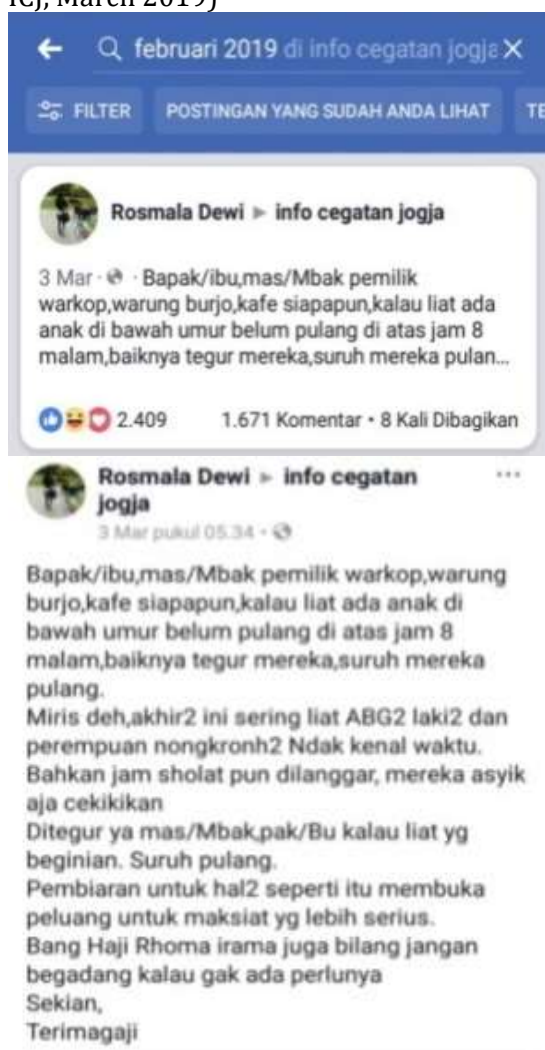 ICJ, March 2019)
februari 2019 di info cegatan jogja
FILTER
POSTINGAN YANG SUDAH ANDA LIHAT
TE
Rosmala Dewi ▶ info cegatan jogja
3 Mar · Bapak/ibu,mas/Mbak pemilik
warkop,warung burjo,kafe siapapun,kalau liat ada
anak di bawah umur belum pulang di atas jam 8
malam,baiknya tegur mereka,suruh mereka pulan...
2.409
1.671 Komentar • 8 Kali Dibagikan
Rosmala Dewi ▶ info cegatan
jogja
3 Mar pukul 05.34 ·
Bapak/ibu,mas/Mbak pemilik warkop,warung
burjo,kafe siapapun,kalau liat ada anak di
bawah umur belum pulang di atas jam 8
malam,baiknya tegur mereka,suruh mereka
pulang.
Miris deh,akhir2 ini sering liat ABG2 laki2 dan
perempuan nongkronh2 Ndak kenal waktu.
Bahkan jam sholat pun dilanggar, mereka asyik
aja cekikikan
Ditegur ya mas/Mbak,pak/Bu kalau liat yg
beginian. Suruh pulang.
Pembiaran untuk hal2 seperti itu membuka
peluang untuk maksiat yg lebih serius.
Bang Haji Rhoma irama juga bilang jangan
begadang kalau gak ada perlunya
Sekian,
Terimagaji